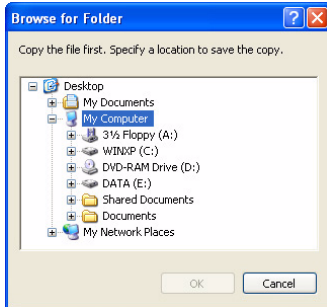 Browse for Folder
Copy the file first. Specify a location to save the copy.
Desktop
My Documents
My Computer
3½ Floppy (A:)
WINXP (C:)
DVD-RAM Drive (D:)
DATA (E:)
Shared Documents
Documents
My Network Places
OK Cancel